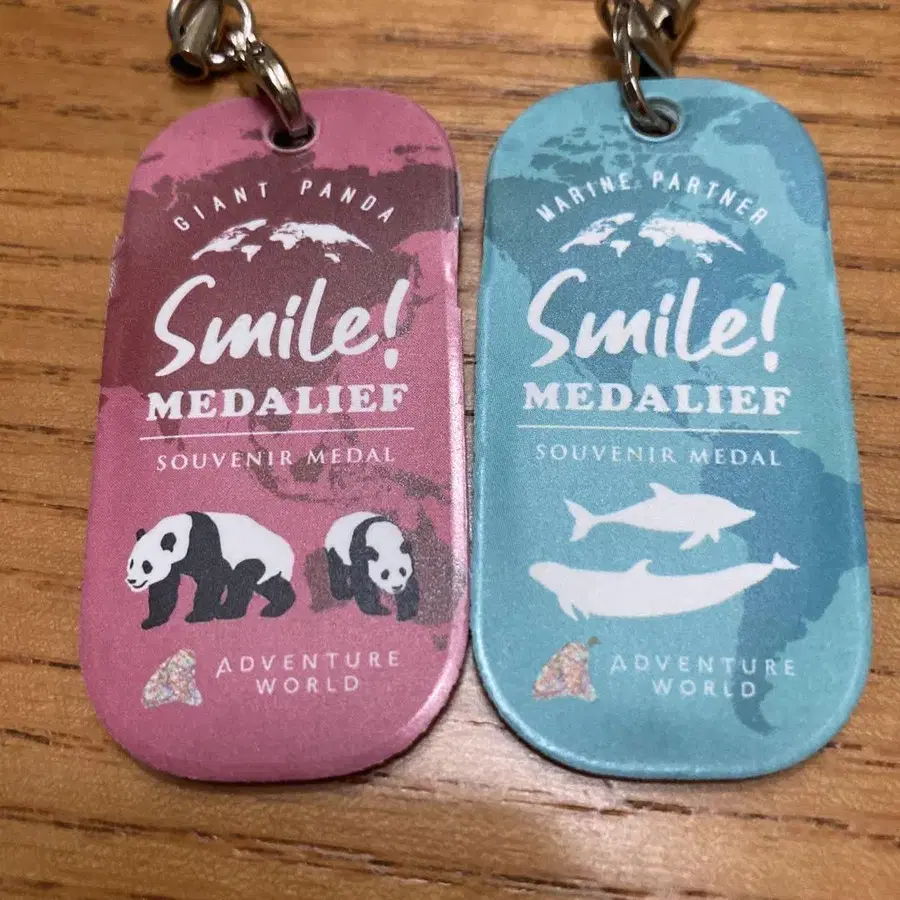 GIANT PANDA
Smile!
MEDALIEF
SOUVENIR MEDAL
ADVENTURE
WORLD
MARINE PARTNER
Smile!
MEDALIEF
SOUVENIR MEDAL
ADVENTURE
WORLD